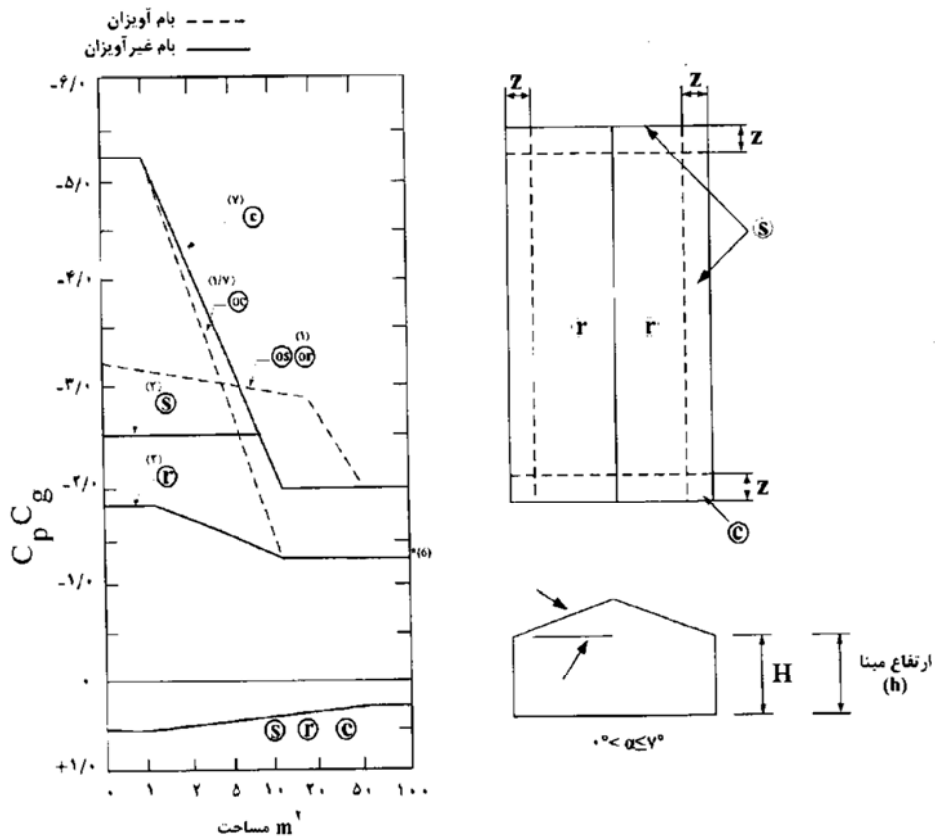 بام آویزان
بام غیرآویزان
-۶/۰
-۵/۰
-۴/۰
-۳/۰
-۲/۰
-۱/۰
۰
+۱/۰
CpCg
(۷) c
(۱/۷) oc
(۱) os or
(۲) s
(۲) r
*(6)
s r c
۰ ۱ ۲ ۵ ۱۰ ۲۰ ۵۰ ۱۰۰
مساحت m²
z z
z
s
r r
z
c
H
ارتفاع مبنا
(h)
۰°< α≤۷°